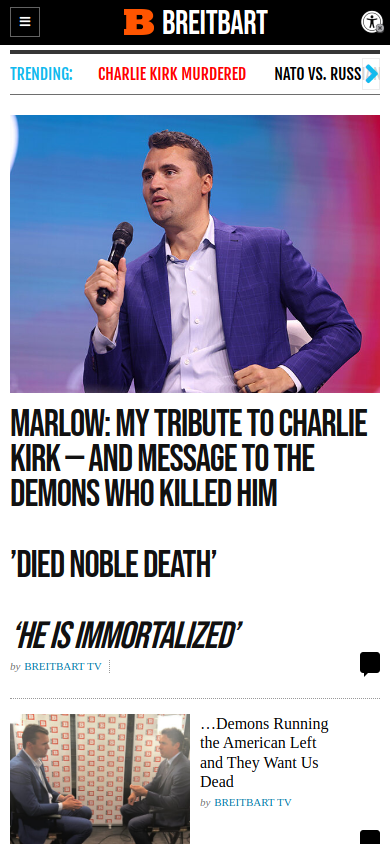 BREITBART
TRENDING: CHARLIE KIRK MURDERED NATO VS. RUSS
MARLOW: MY TRIBUTE TO CHARLIE
KIRK — AND MESSAGE TO THE
DEMONS WHO KILLED HIM
’DIED NOBLE DEATH’
‘HE IS IMMORTALIZED’
by BREITBART TV
…Demons Running
the American Left
and They Want Us
Dead
by BREITBART TV